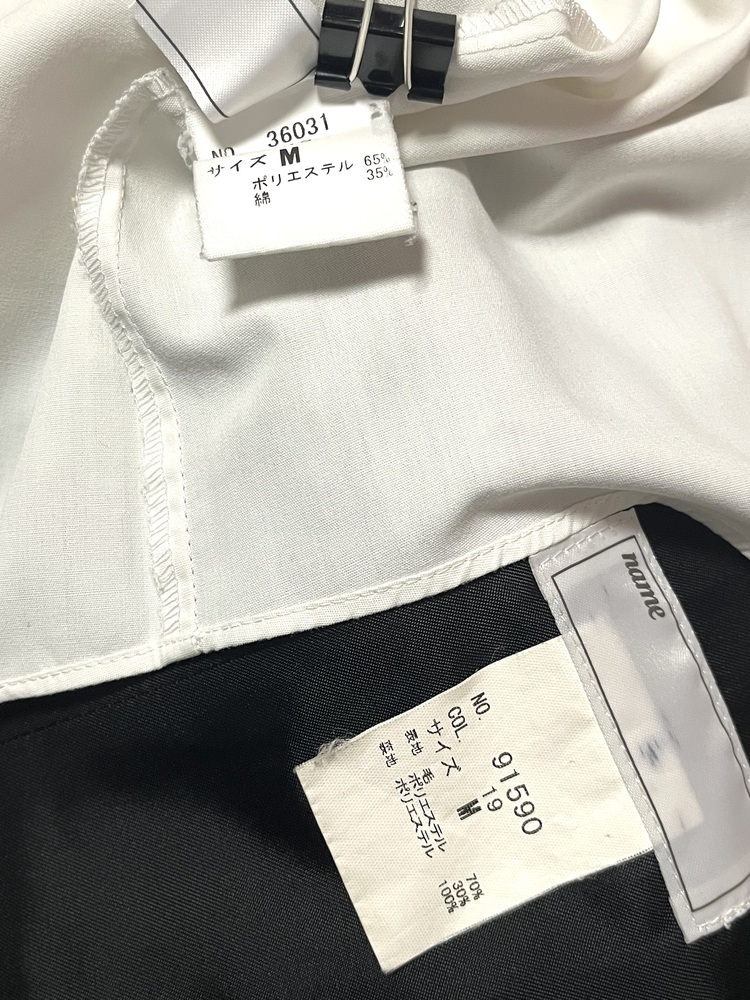 NO. 36031
サイズ M
ポリエステル 65%
綿 35%
name
NO. 91590
COL. 19
サイズ M
表地 毛 70%
ポリエステル 30%
裏地 ポリエステル 100%